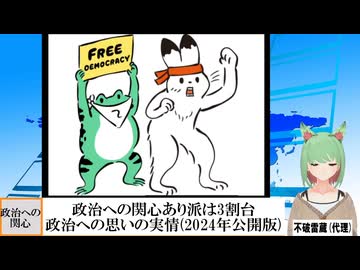 FREE
DEMOCRACY
政治への
関心
政治への関心あり派は3割台
政治への思いの実情(2024年公開版)
不破雷蔵(代理)